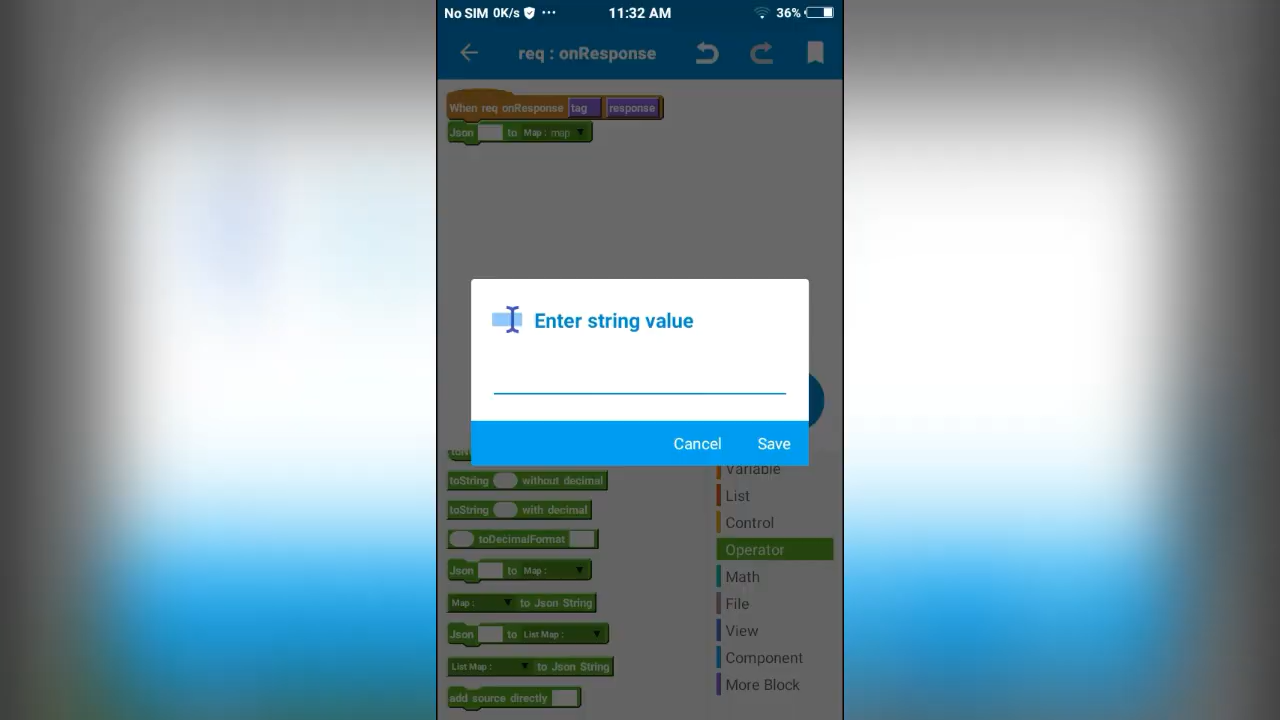 No SIM 0K/s ··· 11:32 AM 36%
req : onResponse
When req onResponse tag response
Json to Map : map
Enter string value
Cancel Save
toString without decimal
toString with decimal
toDecimalFormat
Json to Map :
Map : to Json String
Json to List Map :
List Map : to Json String
add source directly
Variable
List
Control
Operator
Math
File
View
Component
More Block